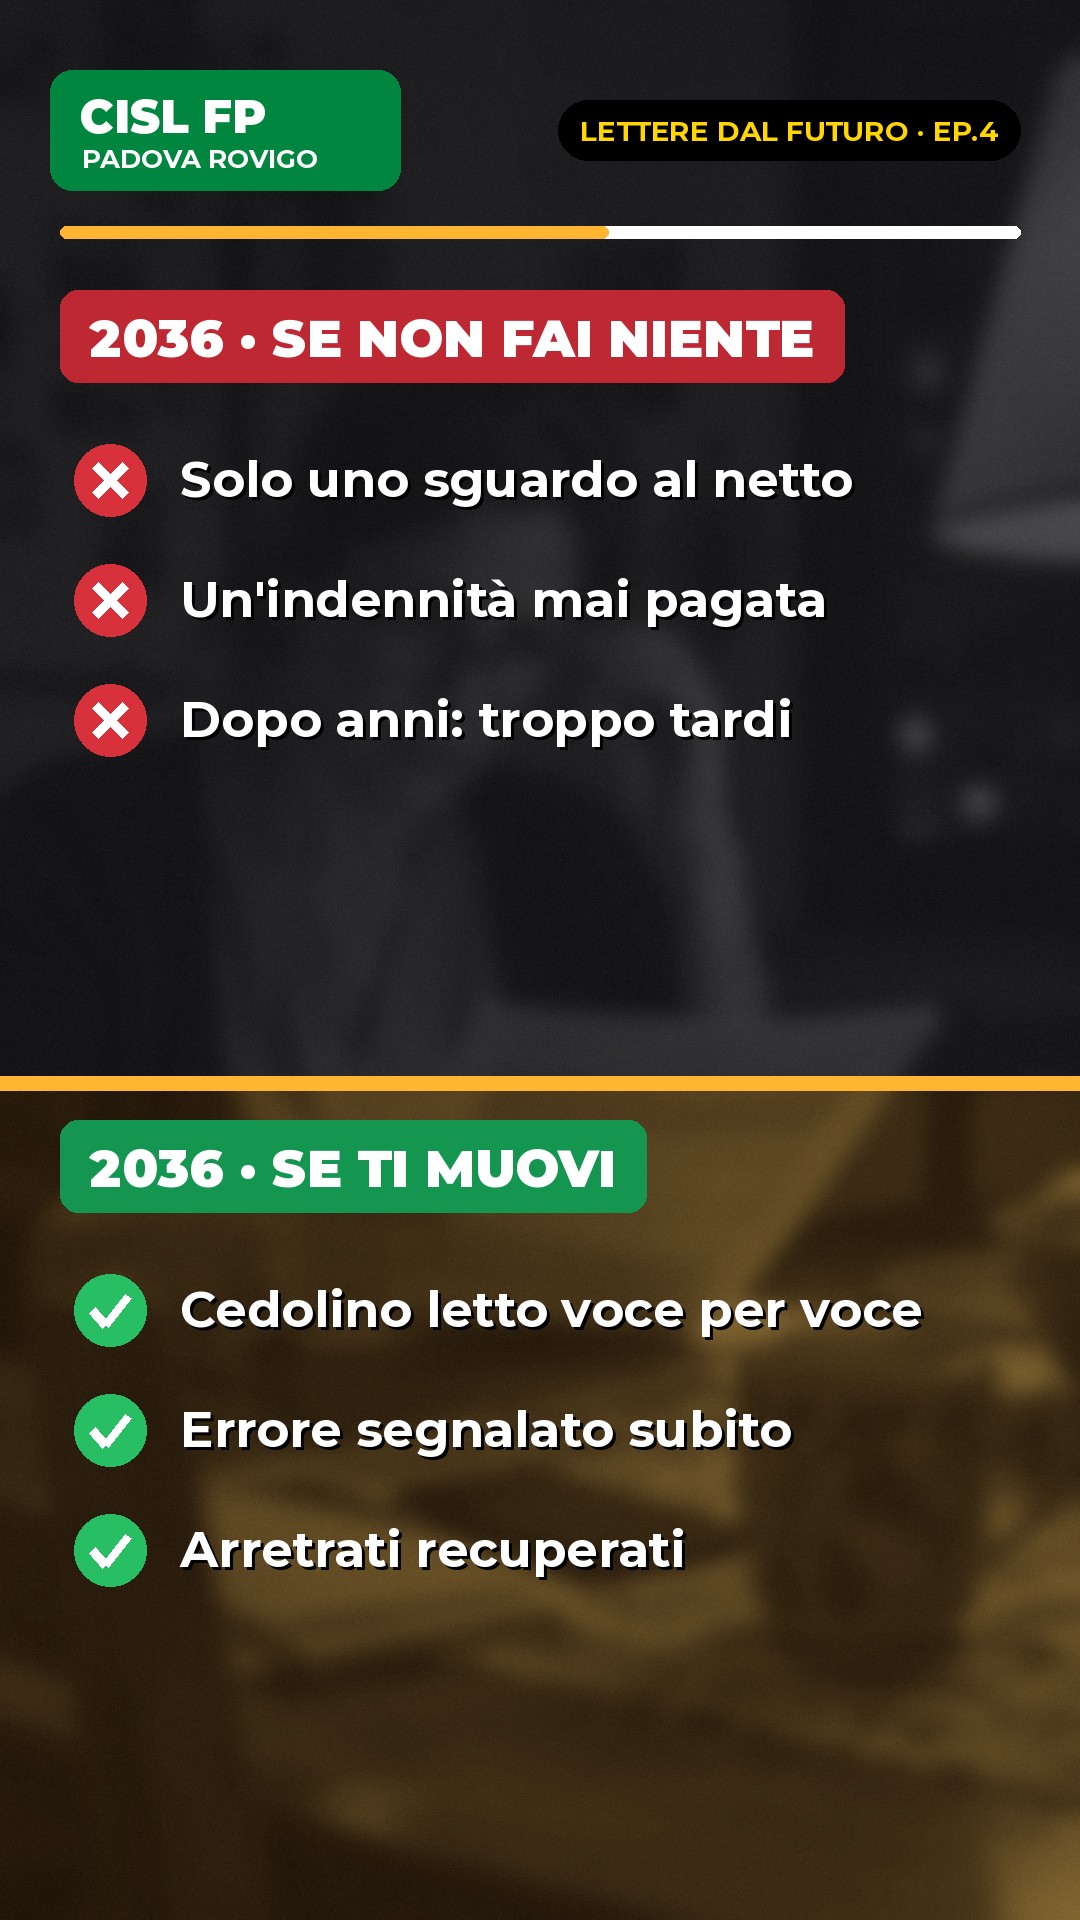 CISL FP
PADOVA ROVIGO
LETTERE DAL FUTURO · EP.4
2036 · SE NON FAI NIENTE
Solo uno sguardo al netto
Un'indennità mai pagata
Dopo anni: troppo tardi
2036 · SE TI MUOVI
Cedolino letto voce per voce
Errore segnalato subito
Arretrati recuperati